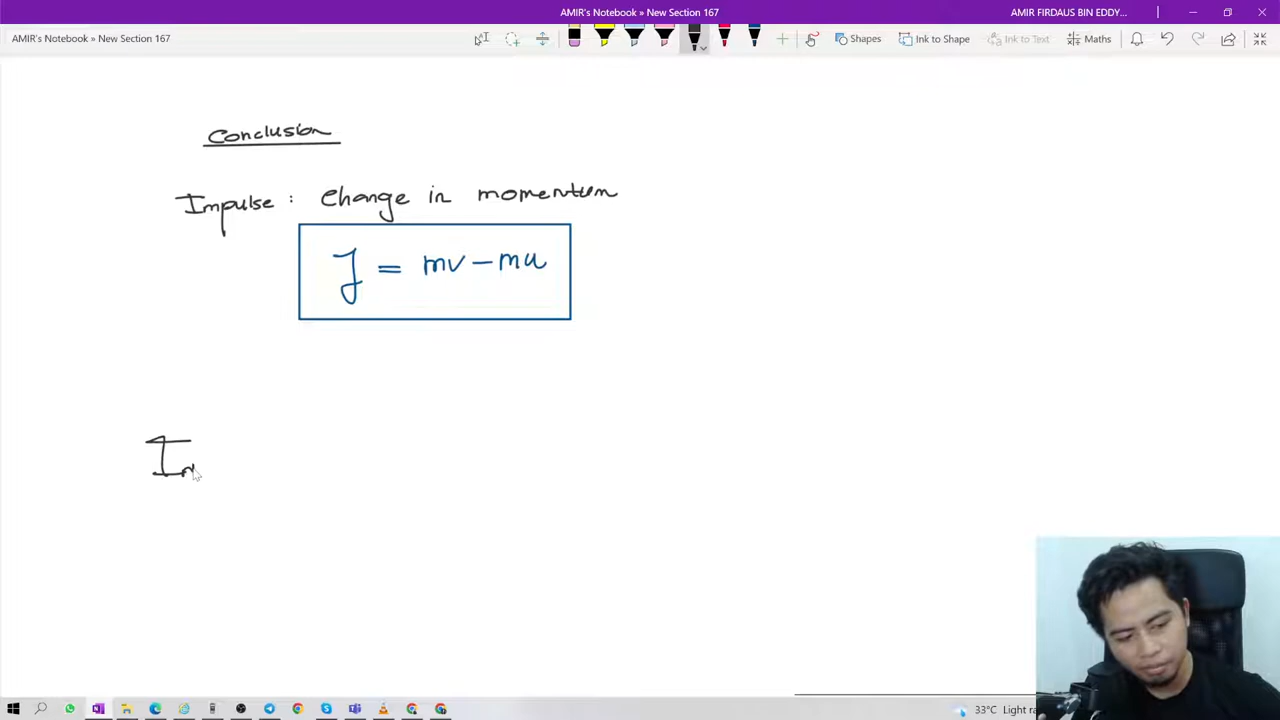 AMIR's Notebook » New Section 167
AMIR FIRDAUS BIN EDDY...
AMIR's Notebook » New Section 167
Shapes
Ink to Shape
Ink to Text
Maths
Conclusion
Impulse : Change in momentum
J = mv - mu
Im
33°C Light ra